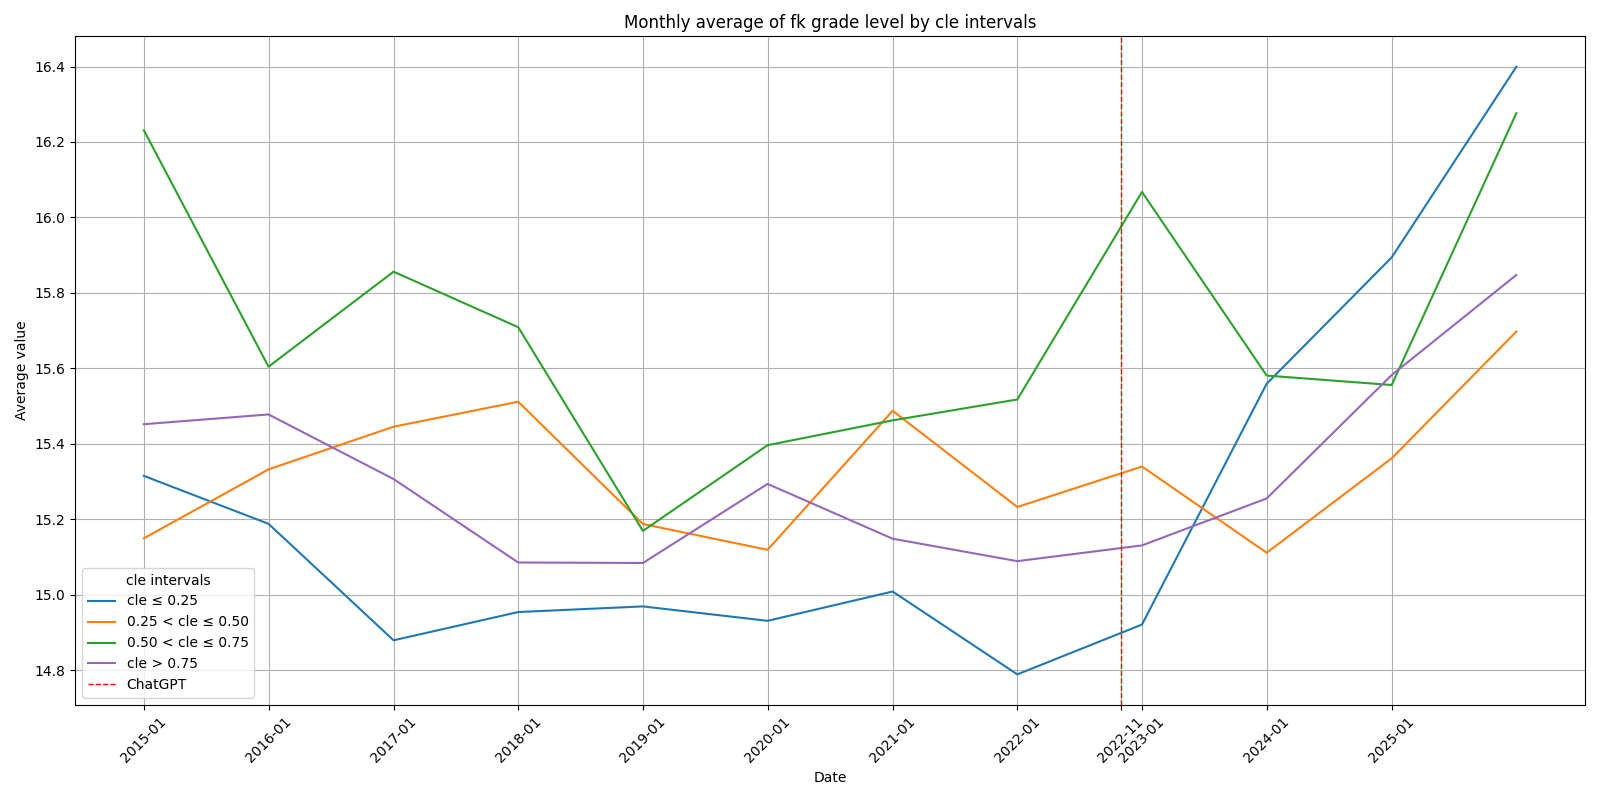 Monthly average of fk grade level by cle intervals
Average value
16.4
16.2
16.0
15.8
15.6
15.4
15.2
15.0
14.8
cle intervals
cle ≤ 0.25
0.25 < cle ≤ 0.50
0.50 < cle ≤ 0.75
cle > 0.75
ChatGPT
2015-01
2016-01
2017-01
2018-01
2019-01
2020-01
2021-01
2022-01
2022-11
2023-01
2024-01
2025-01
Date